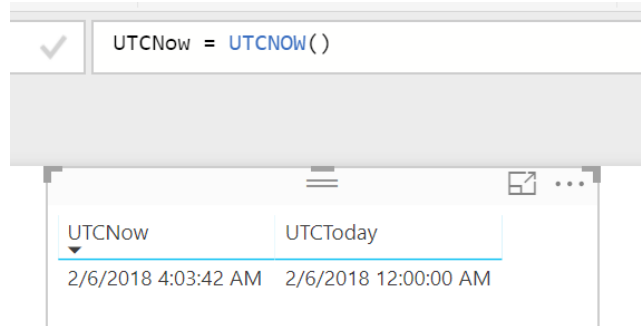 UTCNow = UTCNOW()
UTCNow UTCToday
2/6/2018 4:03:42 AM 2/6/2018 12:00:00 AM